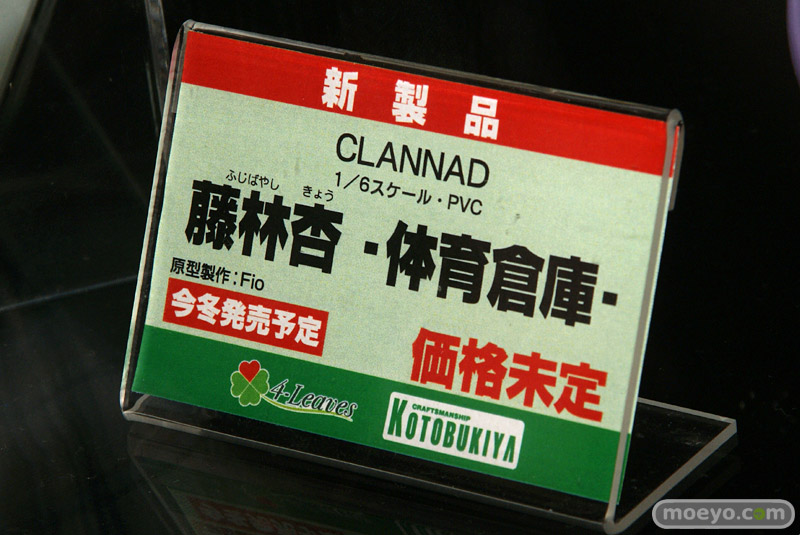 新製品
CLANNAD
1/6スケール・PVC
ふじばやし きょう
藤林杏 ・体育倉庫・
原型製作:Fio
今冬発売予定
価格未定
4-Leaves
CRAFTSMANSHIP
KOTOBUKIYA
moeyo.com